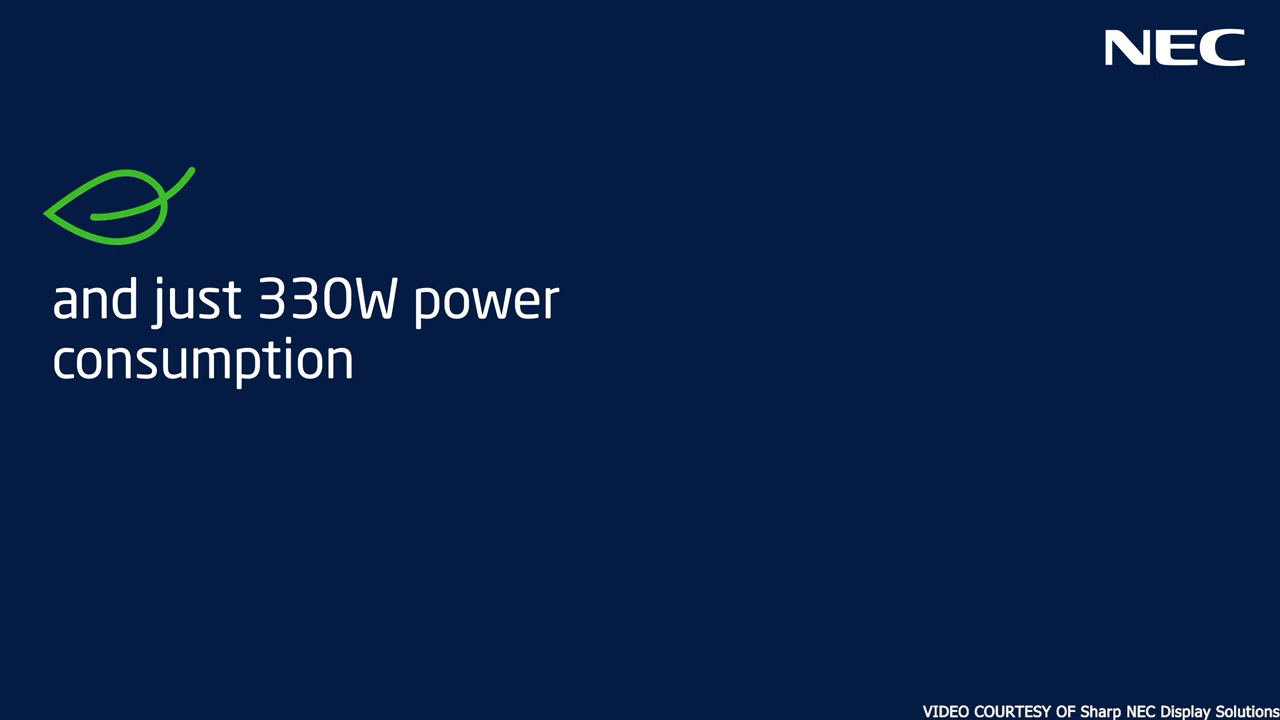 NEC
and just 330W power
consumption
VIDEO COURTESY OF Sharp NEC Display Solutions